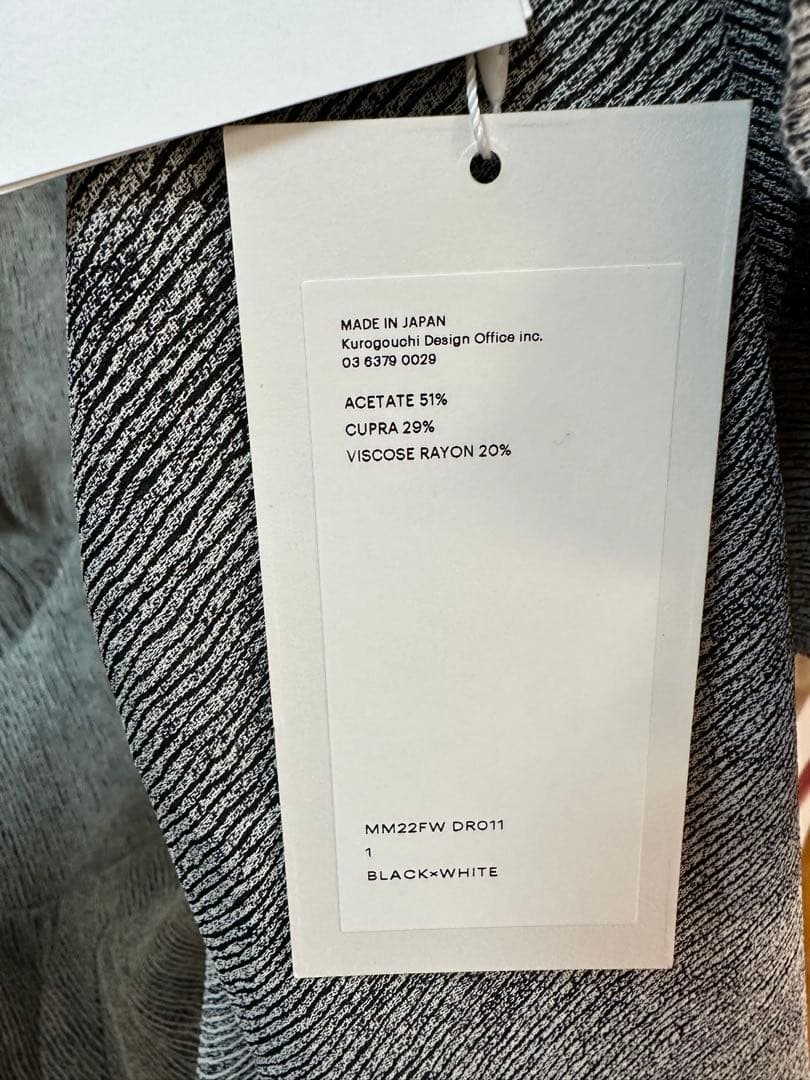 MADE IN JAPAN
Kurogouchi Design Office inc.
03 6379 0029
ACETATE 51%
CUPRA 29%
VISCOSE RAYON 20%
MM22FW DR011
1
BLACK×WHITE